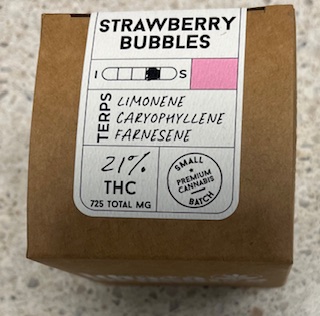 STRAWBERRY
BUBBLES
I S
TERPS
LIMONENE
CARYOPHYLLENE
FARNESENE
21%
THC
725 TOTAL MG
SMALL
PREMIUM
CANNABIS
BATCH